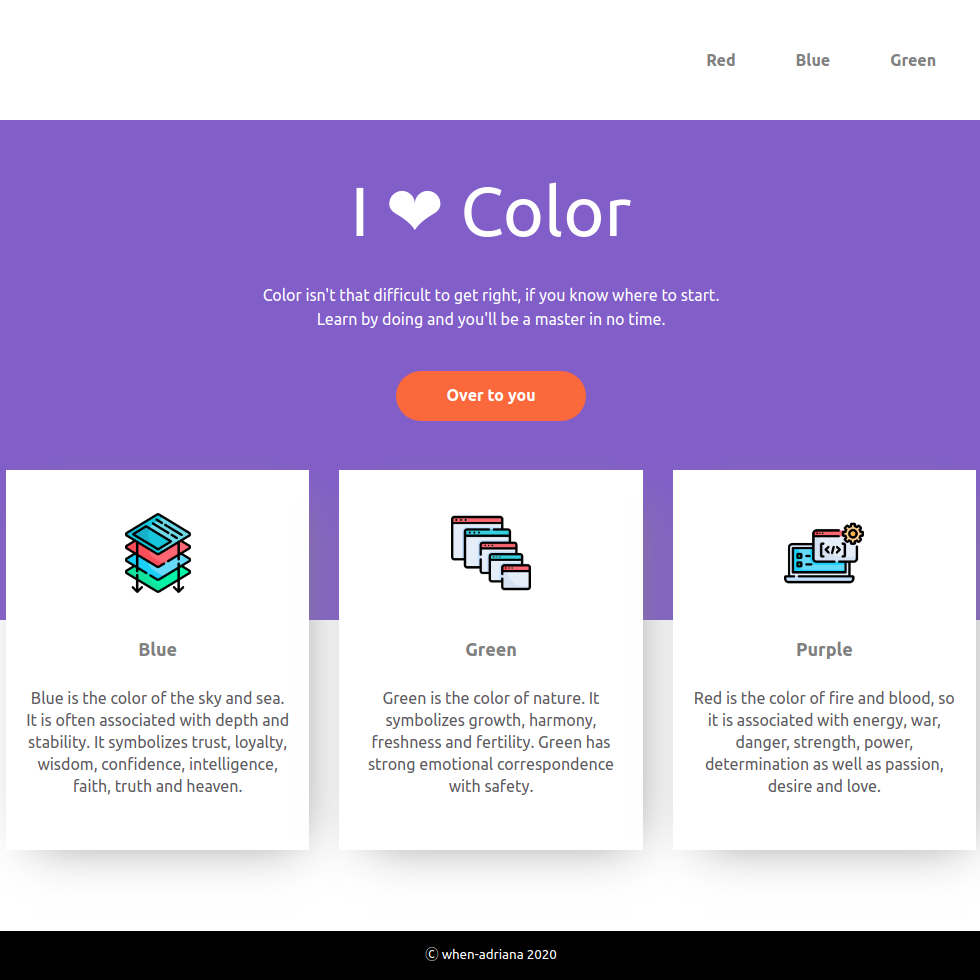 Red Blue Green
I ❤ Color
Color isn't that difficult to get right, if you know where to start.
Learn by doing and you'll be a master in no time.
Over to you
Blue
Blue is the color of the sky and sea.
It is often associated with depth and
stability. It symbolizes trust, loyalty,
wisdom, confidence, intelligence,
faith, truth and heaven.
Green
Green is the color of nature. It
symbolizes growth, harmony,
freshness and fertility. Green has
strong emotional correspondence
with safety.
Purple
Red is the color of fire and blood, so
it is associated with energy, war,
danger, strength, power,
determination as well as passion,
desire and love.
Ⓒ when-adriana 2020